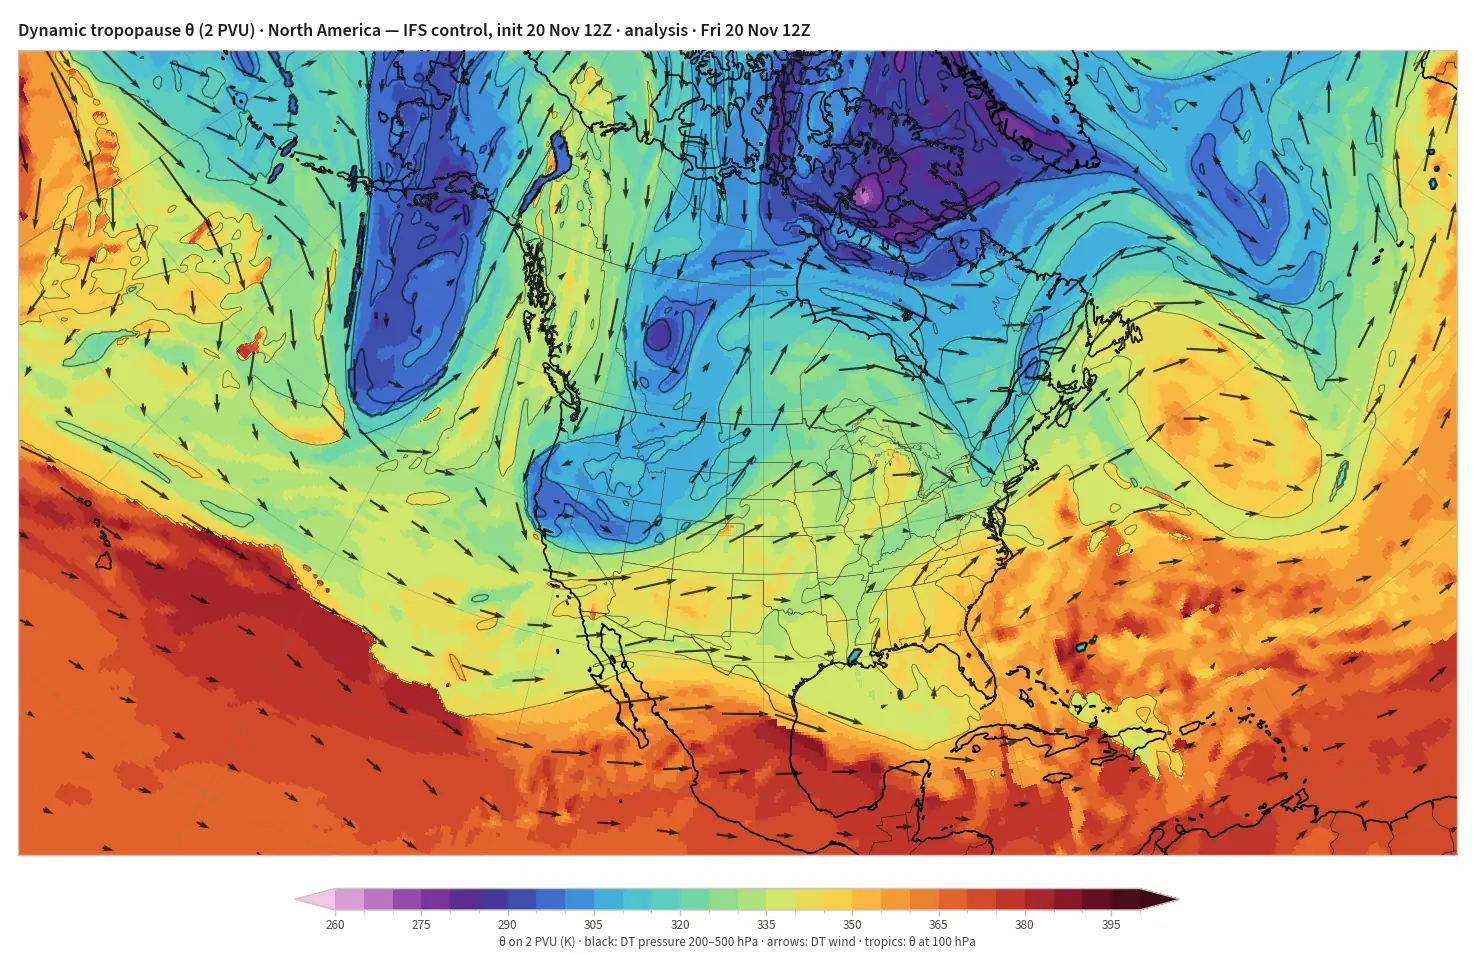 Dynamic tropopause θ (2 PVU) · North America — IFS control, init 20 Nov 12Z · analysis · Fri 20 Nov 12Z
260 275 290 305 320 335 350 365 380 395
θ on 2 PVU (K) · black: DT pressure 200–500 hPa · arrows: DT wind · tropics: θ at 100 hPa